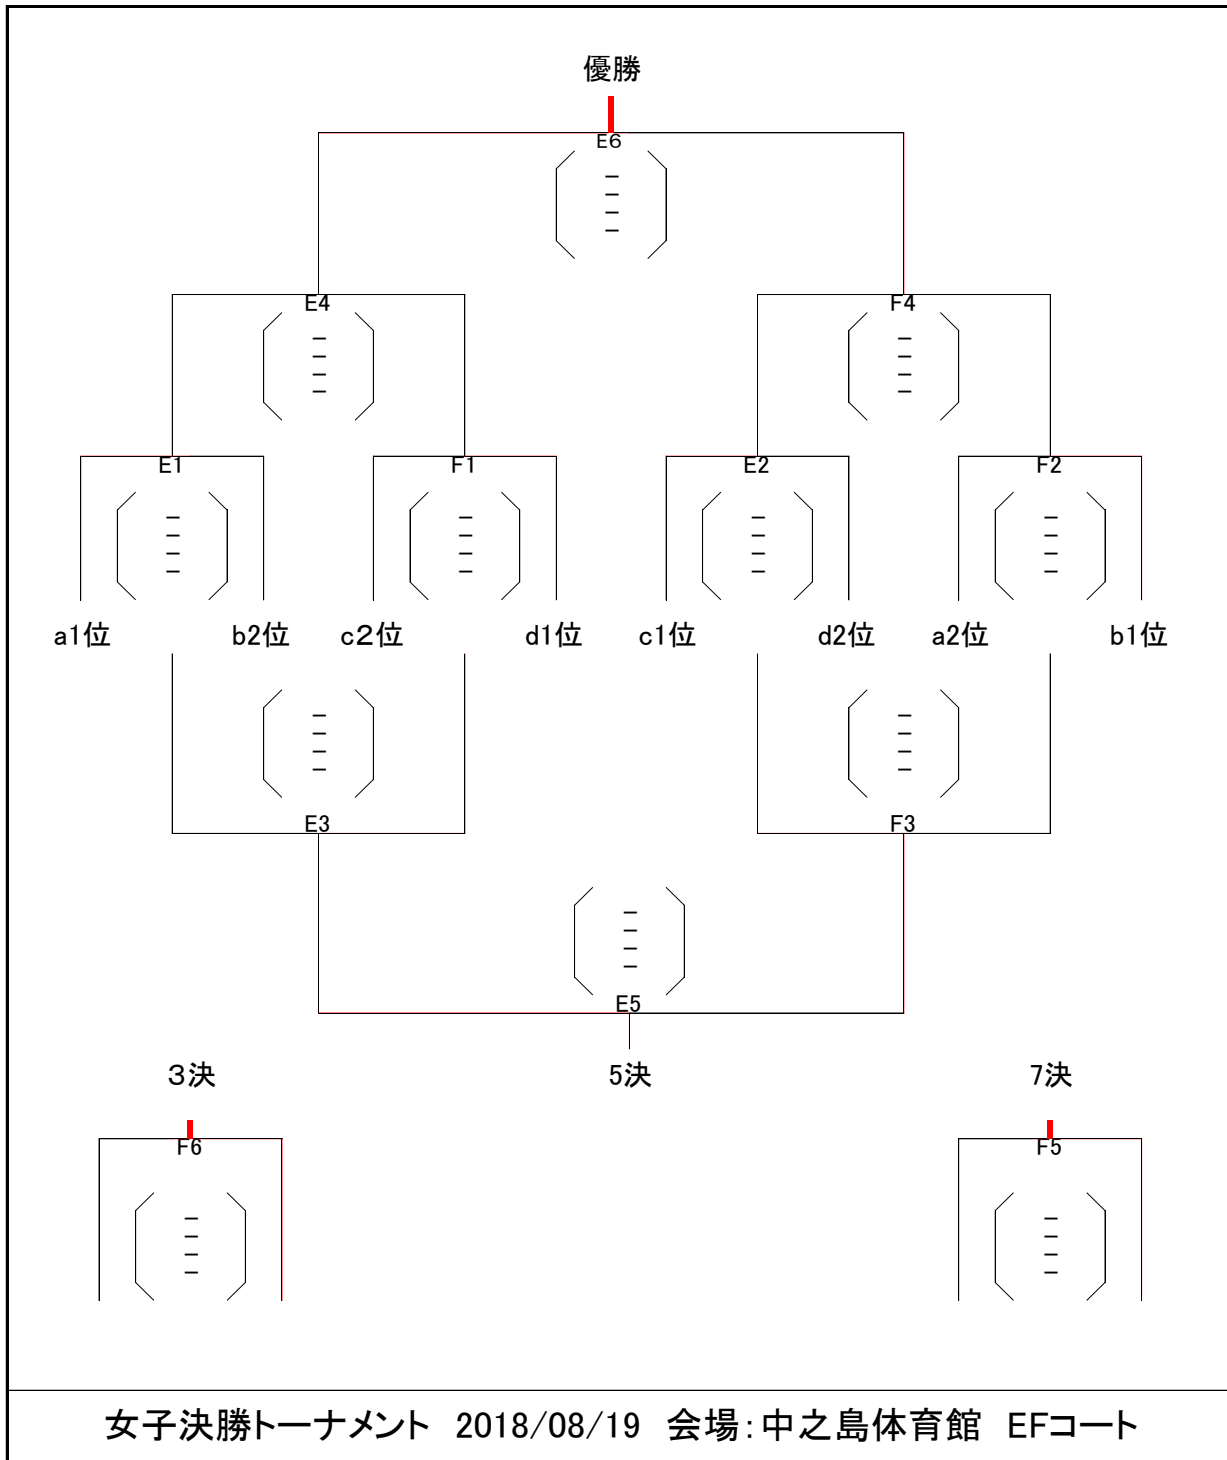 優勝
E6
E4 F4
E1 F1 E2 F2
a1位 b2位 c2位 d1位 c1位 d2位 a2位 b1位
E3 F3
E5
3決 5決 7決
F6 F5
女子決勝トーナメント 2018/08/19 会場:中之島体育館 EFコート